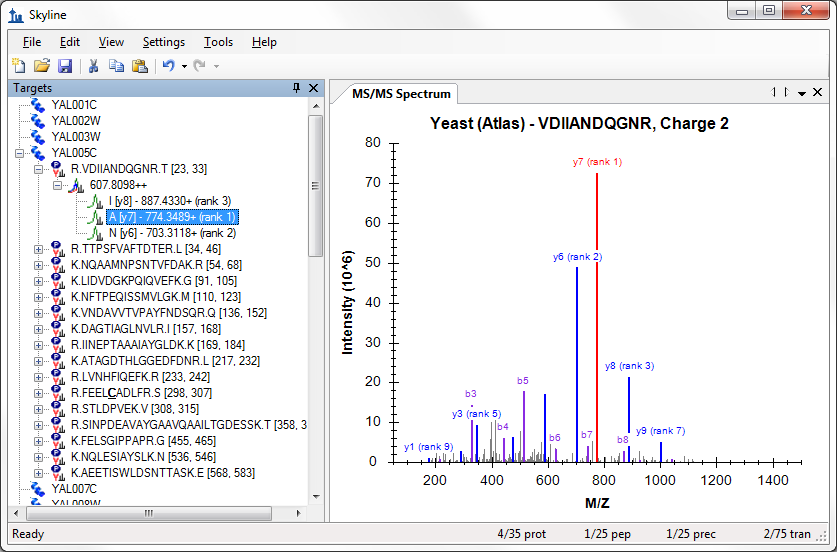 Skyline
File Edit View Settings Tools Help
Targets
YAL001C
YAL002W
YAL003W
YAL005C
R.VDIIANDQGNR.T [23, 33]
607.8098++
I [y8] - 887.4330+ (rank 3)
A [y7] - 774.3489+ (rank 1)
N [y6] - 703.3118+ (rank 2)
R.TTPSFVAFTDTER.L [34, 46]
K.NQAAMNPSNTVFDAK.R [54, 68]
K.LIDVDGKPQIQVEFK.G [91, 105]
K.NFTPEQISSMVLGK.M [110, 123]
K.VNDAVVTVPAYFNDSQR.Q [136, 152]
K.DAGTIAGLNVLR.I [157, 168]
R.IINEPTAAAIAYGLDK.K [169, 184]
K.ATAGDTHLGGEDFDNR.L [217, 232]
R.LVNHFIQEFK.R [233, 242]
R.FEELCADLFR.S [298, 307]
R.STLDPVEK.V [308, 315]
R.SINPDEAVAYGAAVQAAILTGDESSK.T [358, 3
K.FELSGIPPAPR.G [455, 465]
K.NQLESIAYSLK.N [536, 546]
K.AEETISWLDSNTTASK.E [568, 583]
YAL007C
YAL008W
MS/MS Spectrum
Yeast (Atlas) - VDIIANDQGNR, Charge 2
Intensity (10^6)
80
70
60
50
40
30
20
10
0
y7 (rank 1)
y6 (rank 2)
y8 (rank 3)
b3
b5
y3 (rank 5)
b4
y9 (rank 7)
y1 (rank 9)
b6
b7
b8
200 400 600 800 1000 1200 1400
M/Z
Ready
4/35 prot 1/25 pep 1/25 prec 2/75 tran